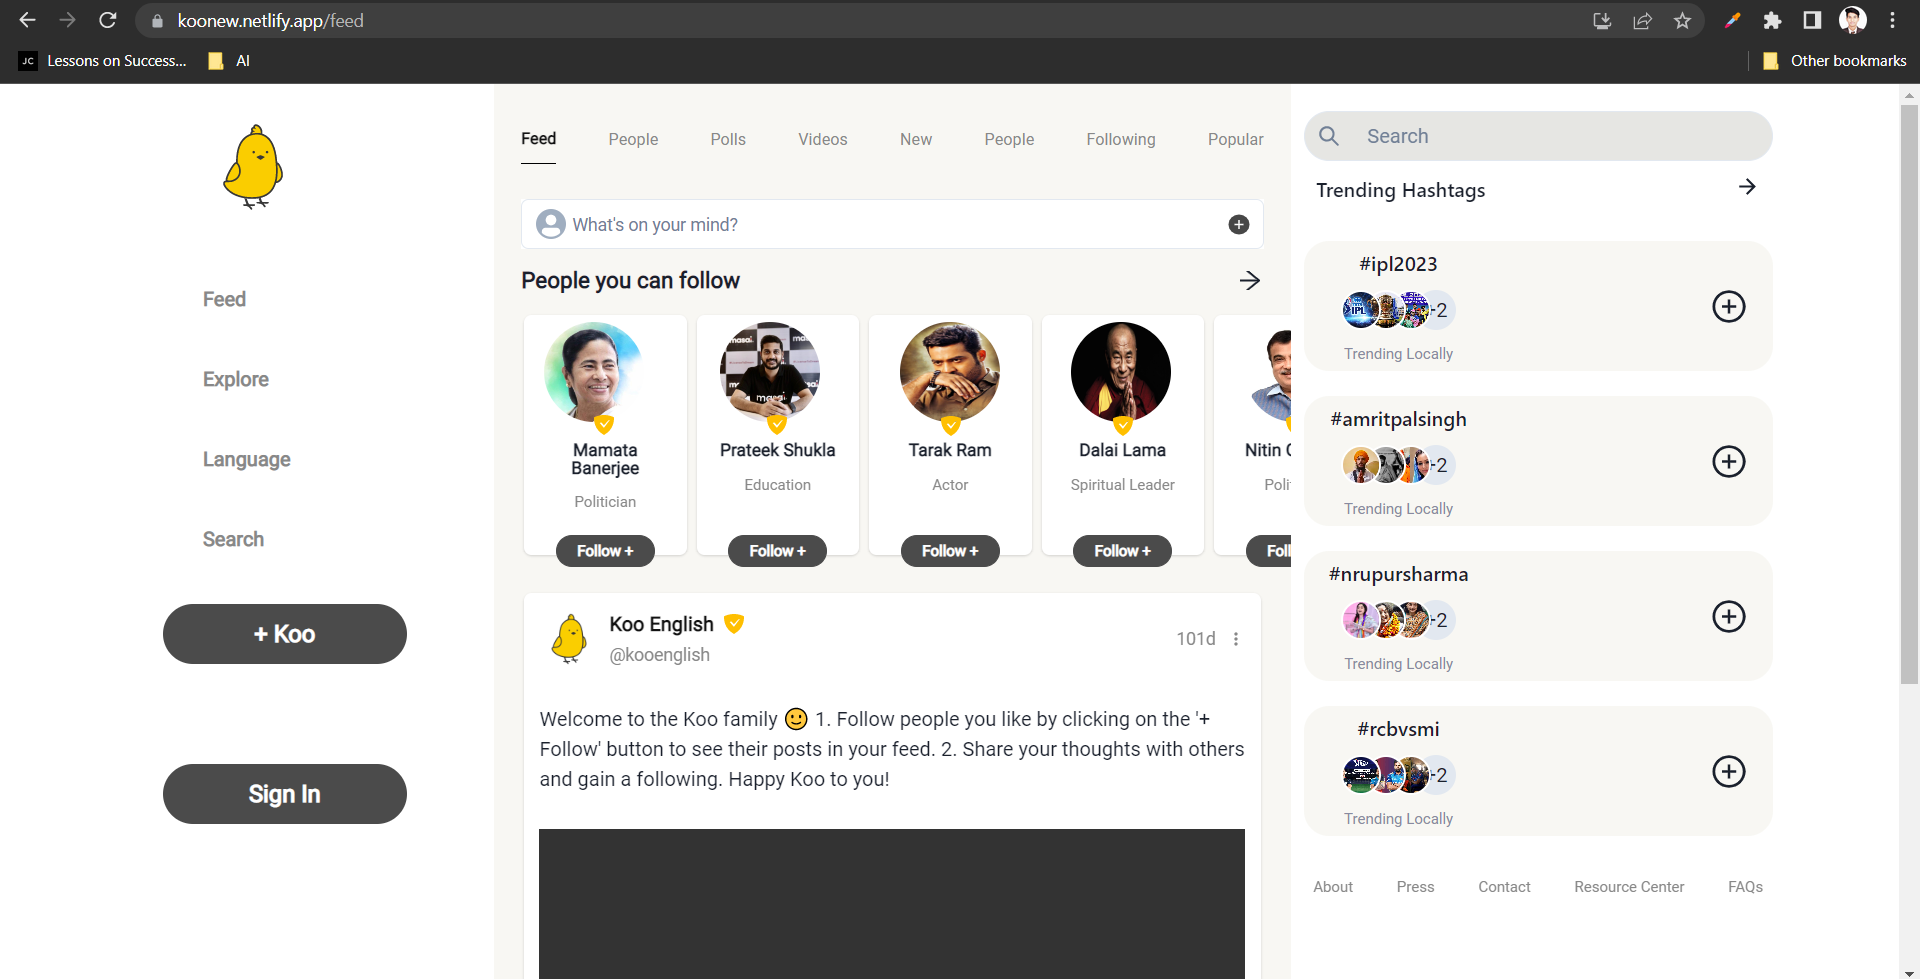 koonew.netlify.app/feed
JC Lessons on Success... AI Other bookmarks
Feed
Explore
Language
Search
+ Koo
Sign In
Feed People Polls Videos New People Following Popular
What's on your mind?
People you can follow
Mamata
Banerjee
Politician
Follow +
masai.
Prateek Shukla
Education
Follow +
Tarak Ram
Actor
Follow +
Dalai Lama
Spiritual Leader
Follow +
Nitin
Poli
Foll
Koo English
@kooenglish
101d
Welcome to the Koo family 🙂 1. Follow people you like by clicking on the '+
Follow' button to see their posts in your feed. 2. Share your thoughts with others
and gain a following. Happy Koo to you!
Search
Trending Hashtags
#ipl2023
IPL
+2
Trending Locally
#amritpalsingh
+2
Trending Locally
#nrupursharma
+2
Trending Locally
#rcbvsmi
+2
Trending Locally
About Press Contact Resource Center FAQs